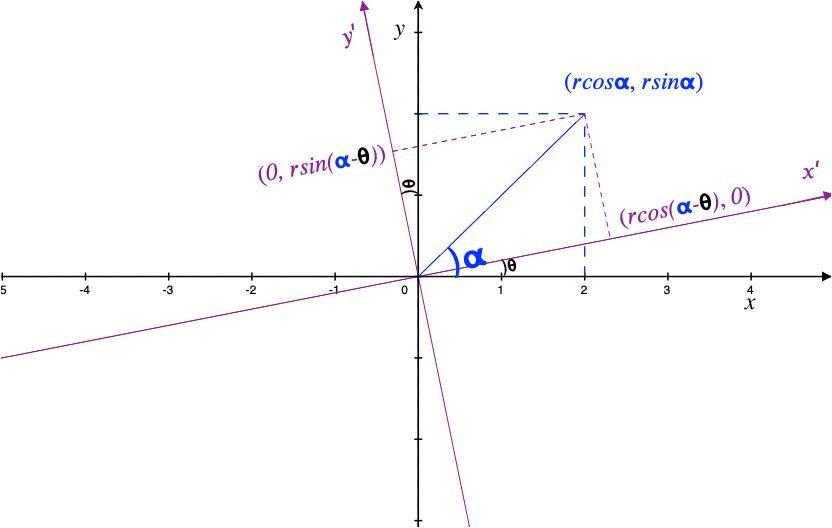 y'
y
(rcosα, rsinα)
(0, rsin(α-θ))
x'
θ
(rcos(α-θ), 0)
α
θ
5 -4 -3 -2 -1 0 1 2 3 4
x